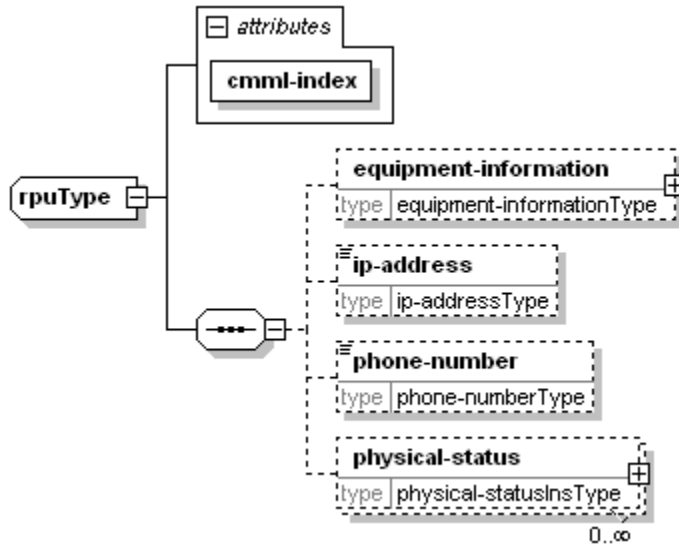 attributes
cmml-index
rpuType
equipment-information
type equipment-informationType
ip-address
type ip-addressType
phone-number
type phone-numberType
physical-status
type physical-statusInsType
0..∞